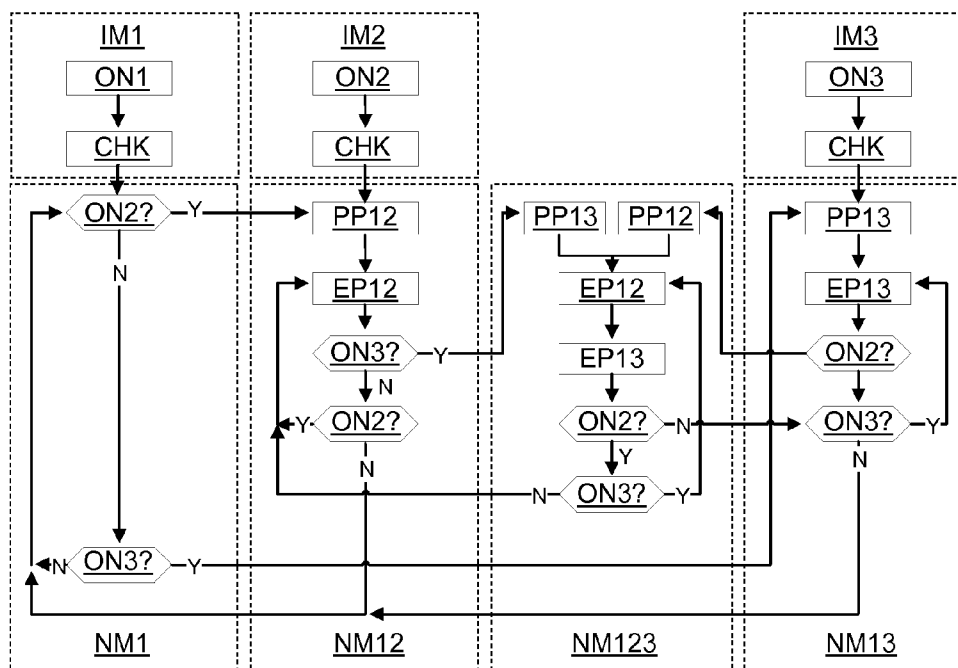 IM1
IM2
IM3
ON1
ON2
ON3
CHK
CHK
CHK
ON2?
Y
PP12
PP13
PP12
PP13
N
EP12
EP12
EP13
ON3?
Y
EP13
ON2?
N
Y
ON2?
ON2?
N
ON3?
Y
N
Y
N
N
ON3?
Y
N
ON3?
Y
NM1
NM12
NM123
NM13